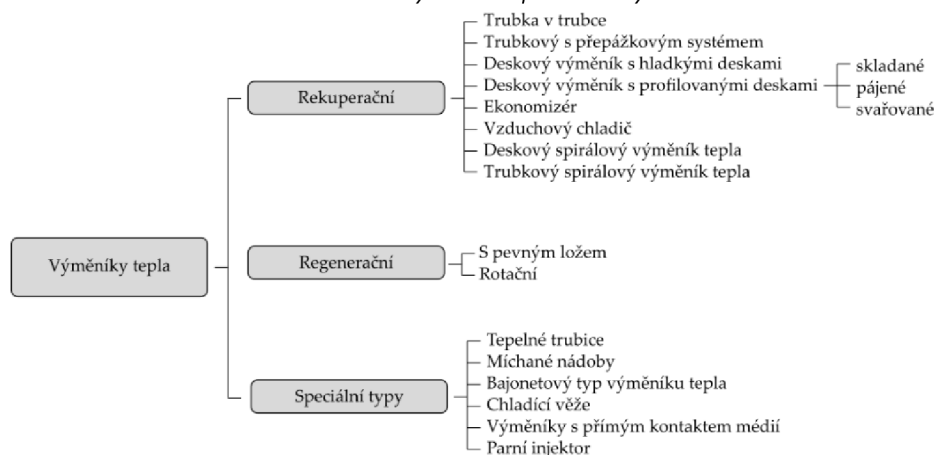 Trubka v trubce
Trubkový s přepážkovým systémem
Deskový výměník s hladkými deskami
Deskový výměník s profilovanými deskami
skladané
pájené
svařované
Rekuperační
Ekonomizér
Vzduchový chladič
Deskový spirálový výměník tepla
Trubkový spirálový výměník tepla
Výměníky tepla
Regenerační
S pevným ložem
Rotační
Speciální typy
Tepelné trubice
Míchané nádoby
Bajonetový typ výměníku tepla
Chladící věže
Výměníky s přímým kontaktem médií
Parní injektor